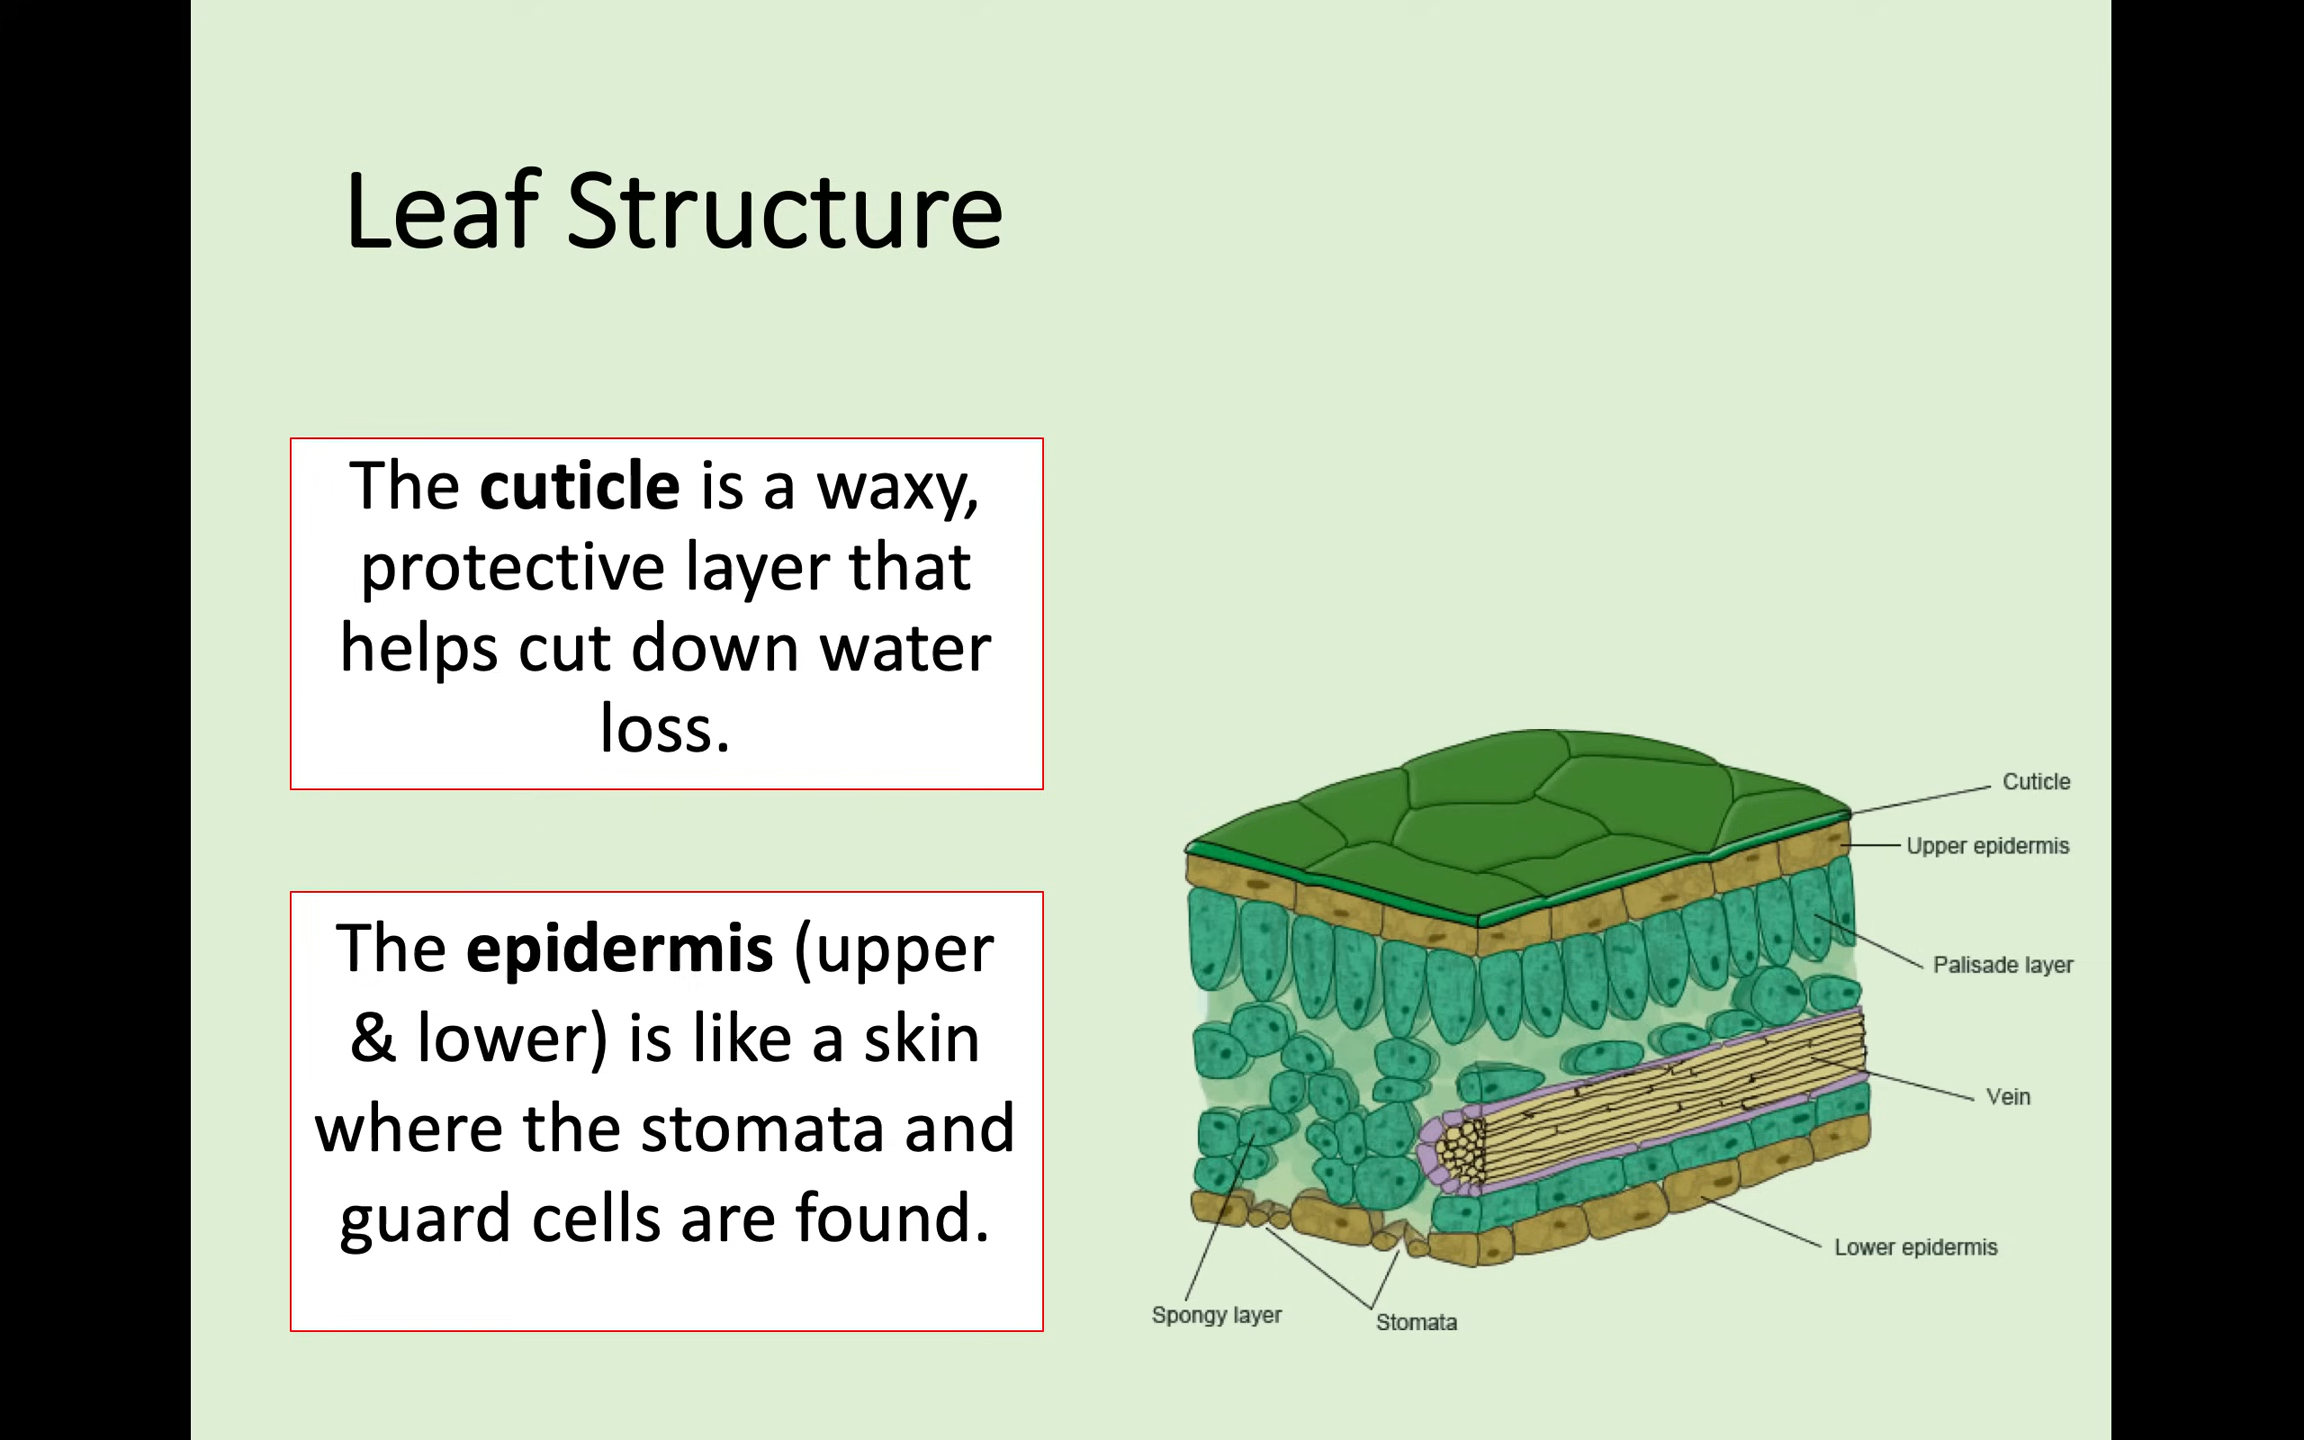 Leaf Structure
The cuticle is a waxy,
protective layer that
helps cut down water
loss.
The epidermis (upper
& lower) is like a skin
where the stomata and
guard cells are found.
Cuticle
Upper epidermis
Palisade layer
Vein
Lower epidermis
Spongy layer
Stomata